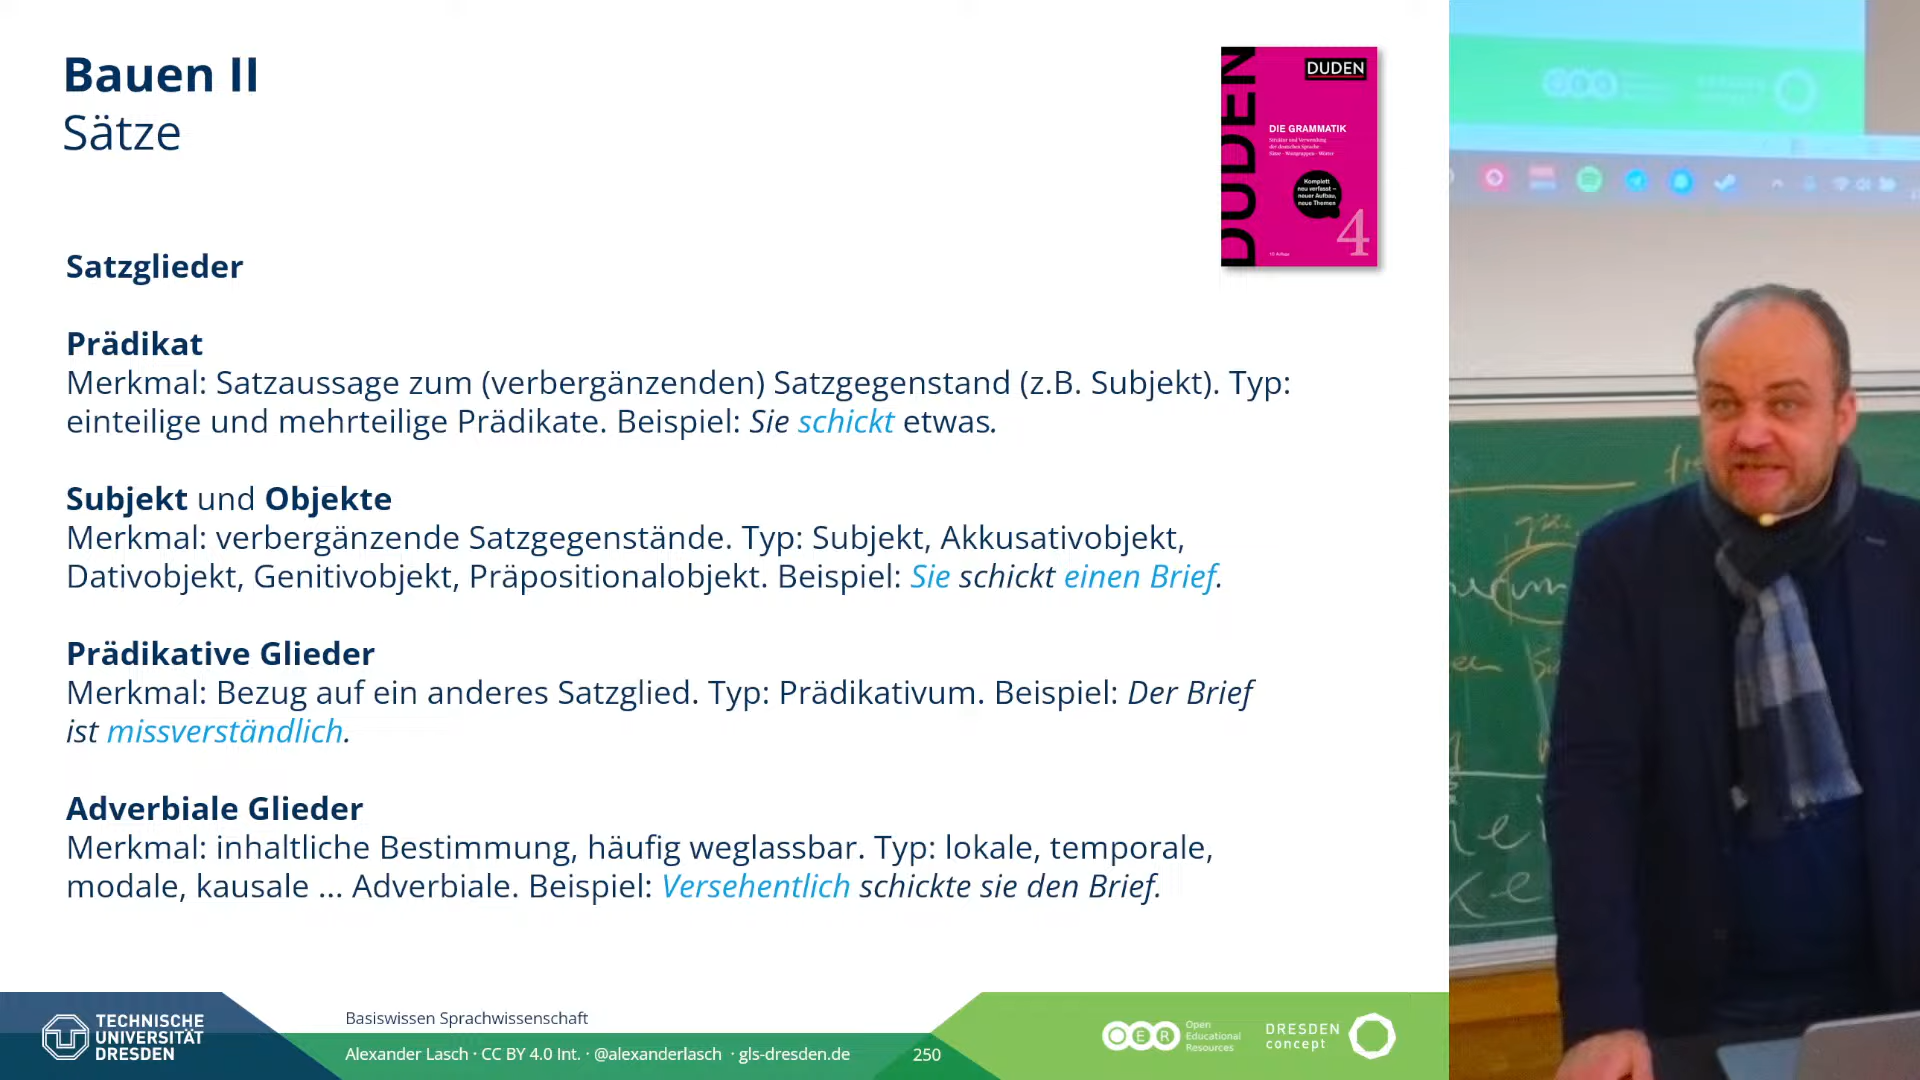 Bauen II
Sätze
DUDEN
DUDEN
DIE GRAMMATIK
Struktur und Verwendung
der deutschen Sprache
Sätze · Wortgruppen · Wörter
Komplett
neu verfasst –
neuer Aufbau,
neue Themen
4
Satzglieder
Prädikat
Merkmal: Satzaussage zum (verbergänzenden) Satzgegenstand (z.B. Subjekt). Typ:
einteilige und mehrteilige Prädikate. Beispiel: Sie schickt etwas.
Subjekt und Objekte
Merkmal: verbergänzende Satzgegenstände. Typ: Subjekt, Akkusativobjekt,
Dativobjekt, Genitivobjekt, Präpositionalobjekt. Beispiel: Sie schickt einen Brief.
Prädikative Glieder
Merkmal: Bezug auf ein anderes Satzglied. Typ: Prädikativum. Beispiel: Der Brief
ist missverständlich.
Adverbiale Glieder
Merkmal: inhaltliche Bestimmung, häufig weglassbar. Typ: lokale, temporale,
modale, kausale ... Adverbiale. Beispiel: Versehentlich schickte sie den Brief.
TECHNISCHE
UNIVERSITÄT
DRESDEN
Basiswissen Sprachwissenschaft
Alexander Lasch · CC BY 4.0 Int. · @alexanderlasch · gls-dresden.de
250
OER
Open
Educational
Resources
DRESDEN
concept